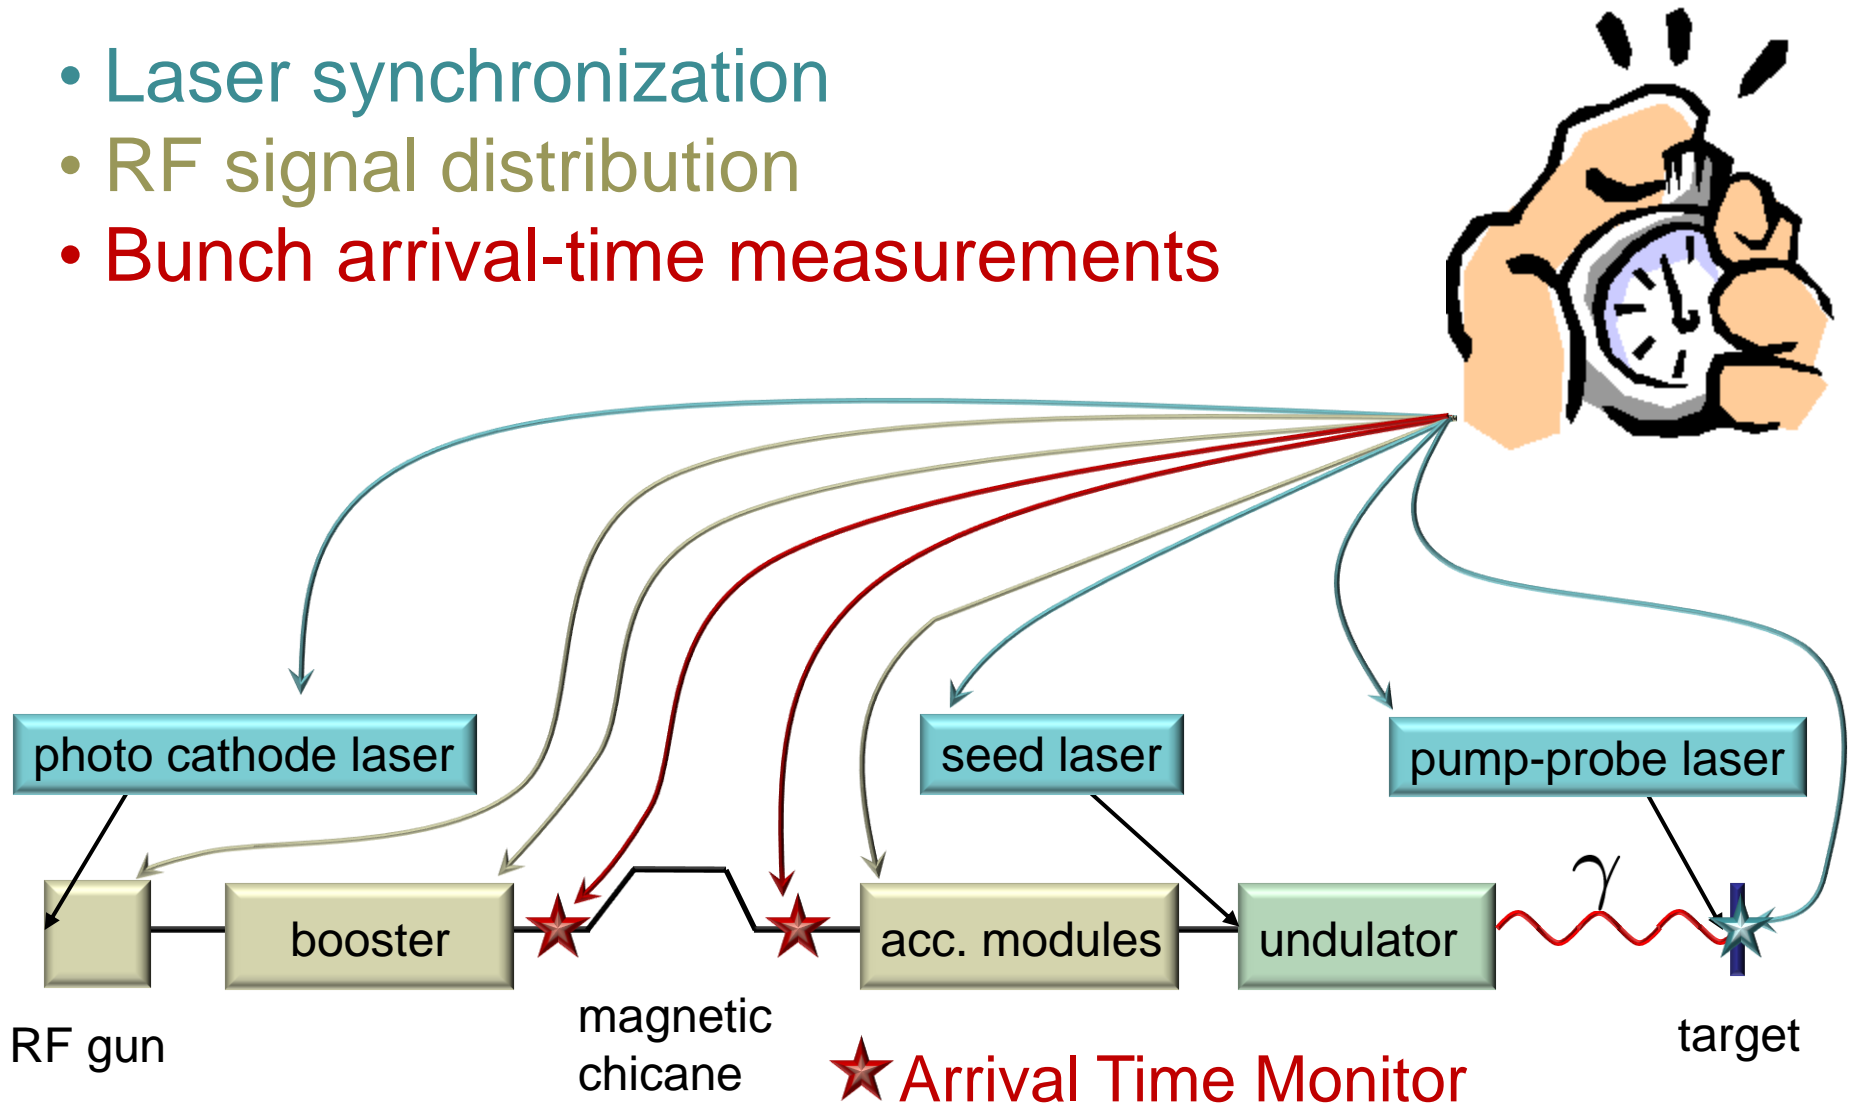 • Laser synchronization
• RF signal distribution
• Bunch arrival-time measurements
photo cathode laser
seed laser
pump-probe laser
γ
booster
acc. modules
undulator
RF gun
magnetic
chicane
target
Arrival Time Monitor